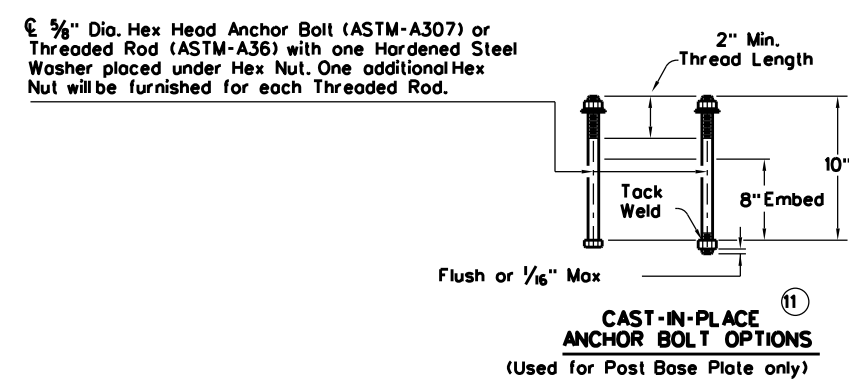 ℄ 5/8" Dia. Hex Head Anchor Bolt (ASTM-A307) or
Threaded Rod (ASTM-A36) with one Hardened Steel
Washer placed under Hex Nut. One additional Hex
Nut will be furnished for each Threaded Rod.
2" Min.
Thread Length
10"
Tack
Weld
8" Embed
Flush or 1/16" Max
11
CAST-IN-PLACE
ANCHOR BOLT OPTIONS
(Used for Post Base Plate only)